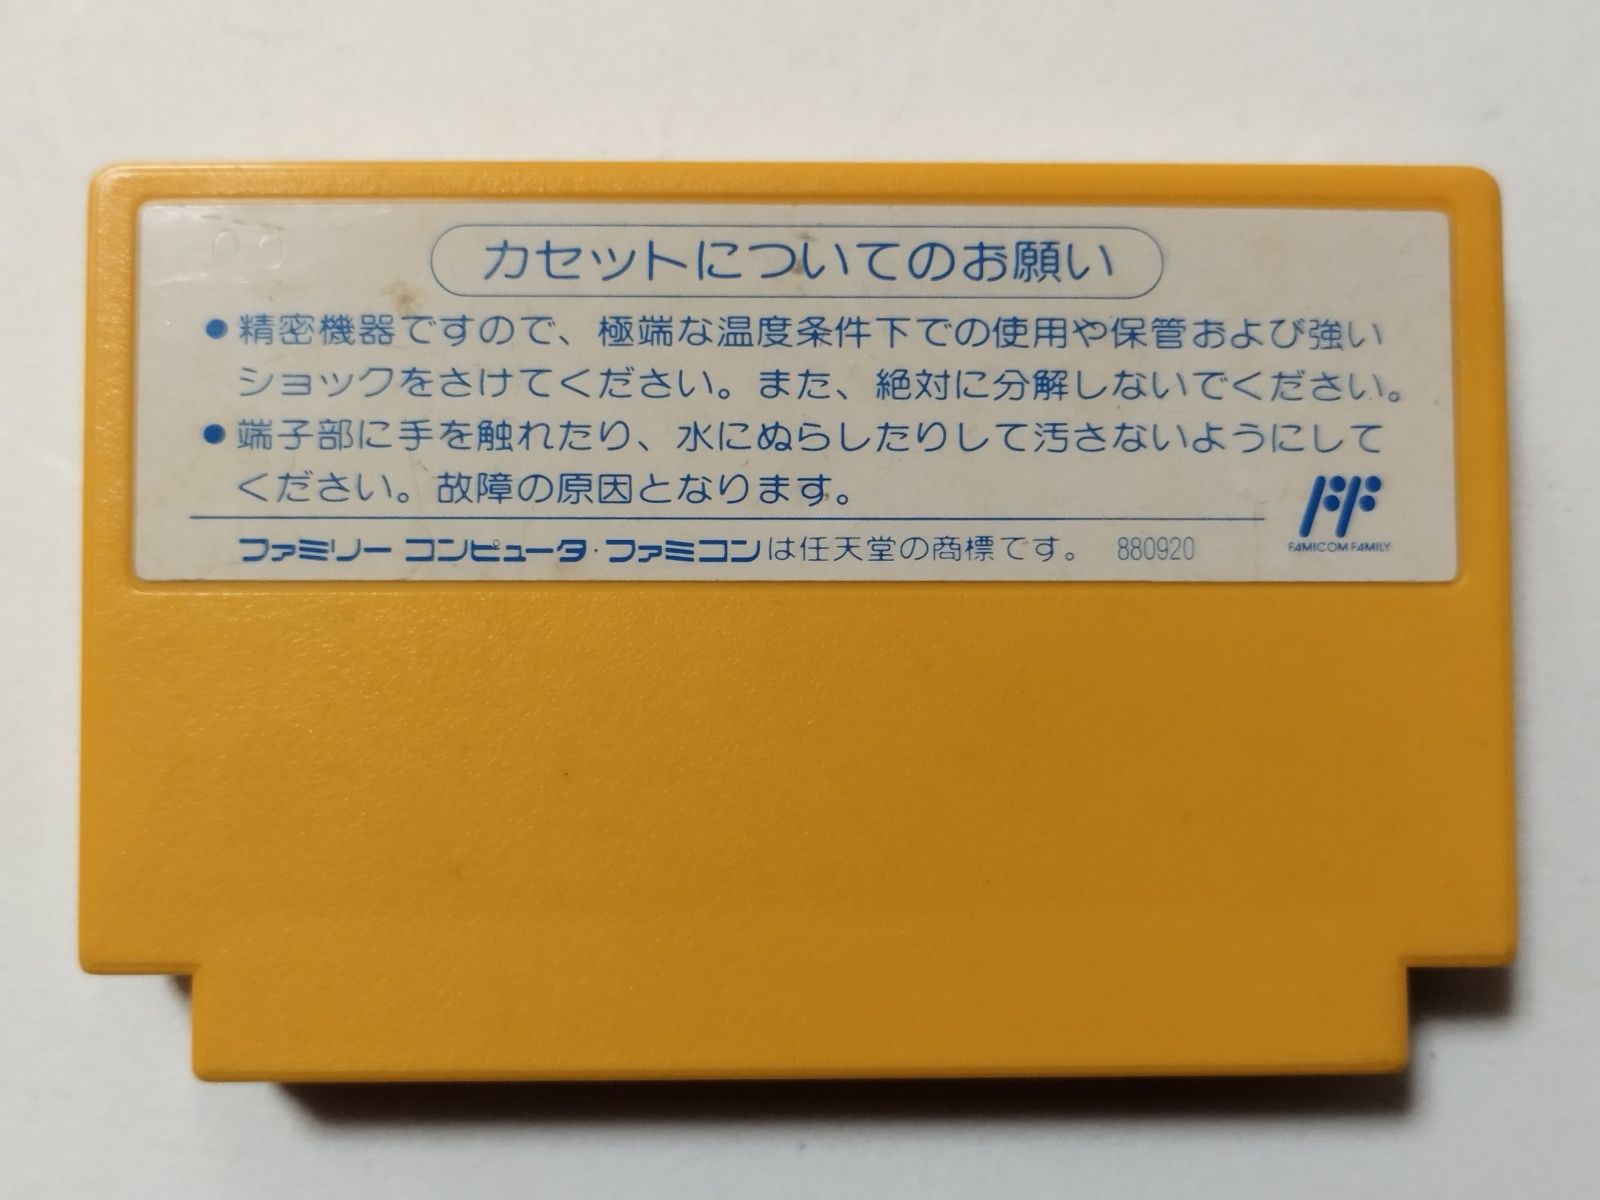 カセットについてのお願い
●精密機器ですので、極端な温度条件下での使用や保管および強い
ショックをさけてください。また、絶対に分解しないでください。
●端子部に手を触れたり、水にぬらしたりして汚さないようにして
ください。故障の原因となります。
ファミリーコンピュータ・ファミコンは任天堂の商標です。 880920
FAMICOM FAMILY